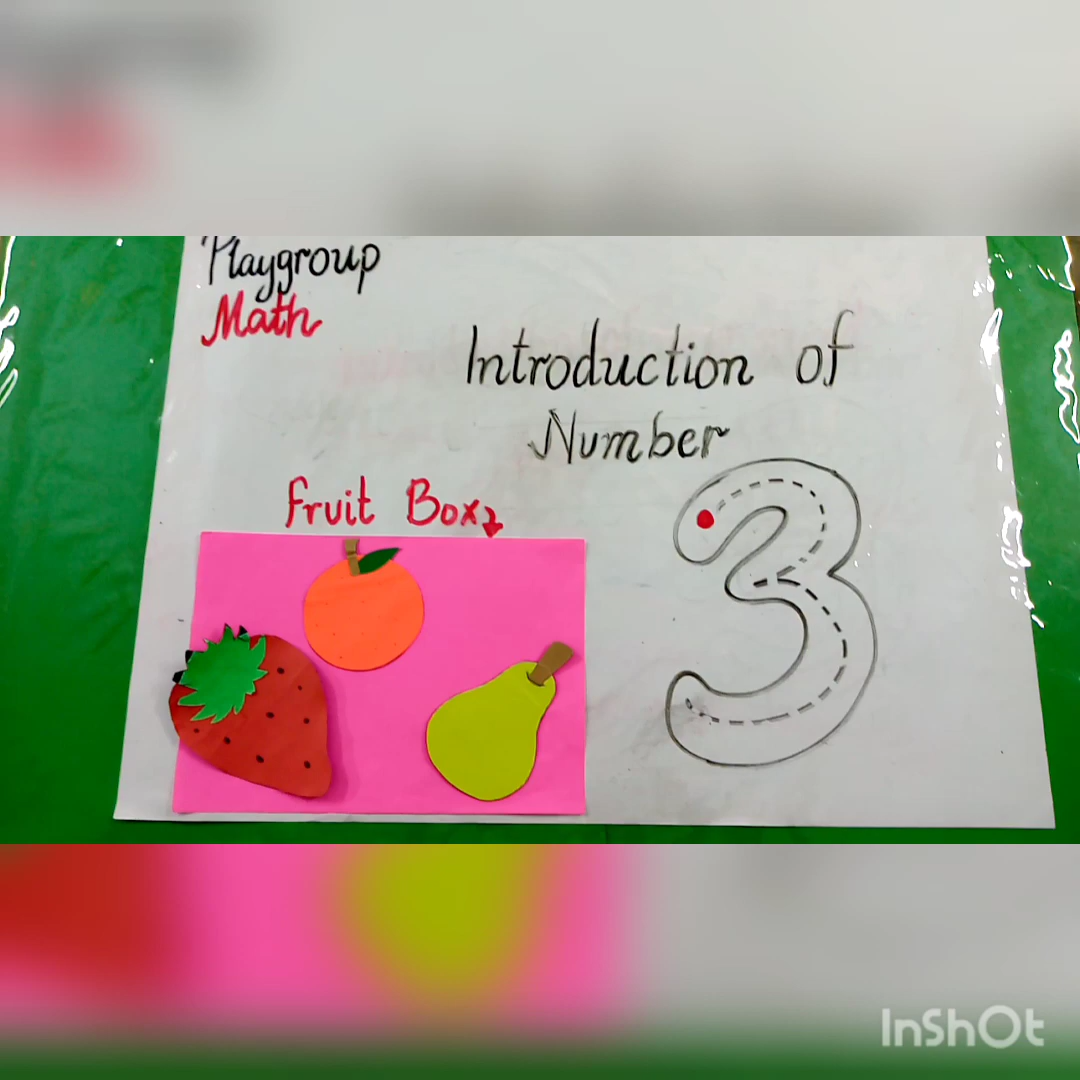 Playgroup
Math
Introduction of
Number
3
Fruit Box
InShOt